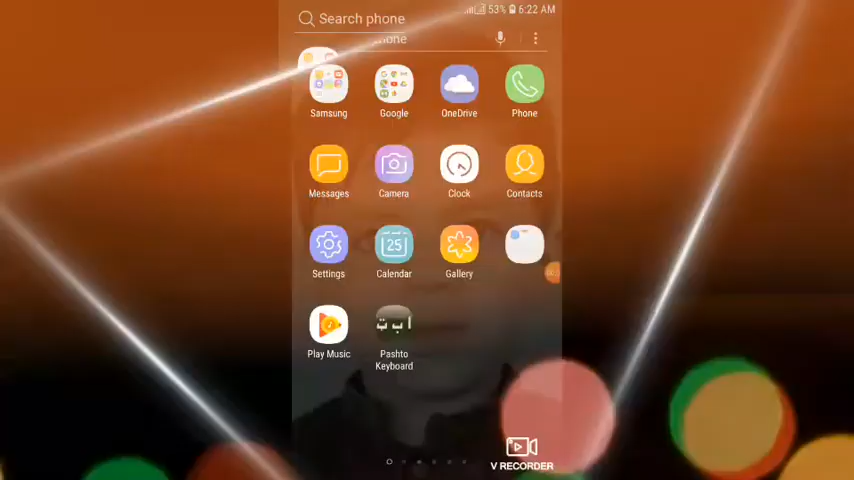 53% 6:22 AM
Search phone
hone
Samsung Google OneDrive Phone
Messages Camera Clock Contacts
Settings Calendar Gallery
25
Play Music Pashto Keyboard
ا ب ت
V RECORDER